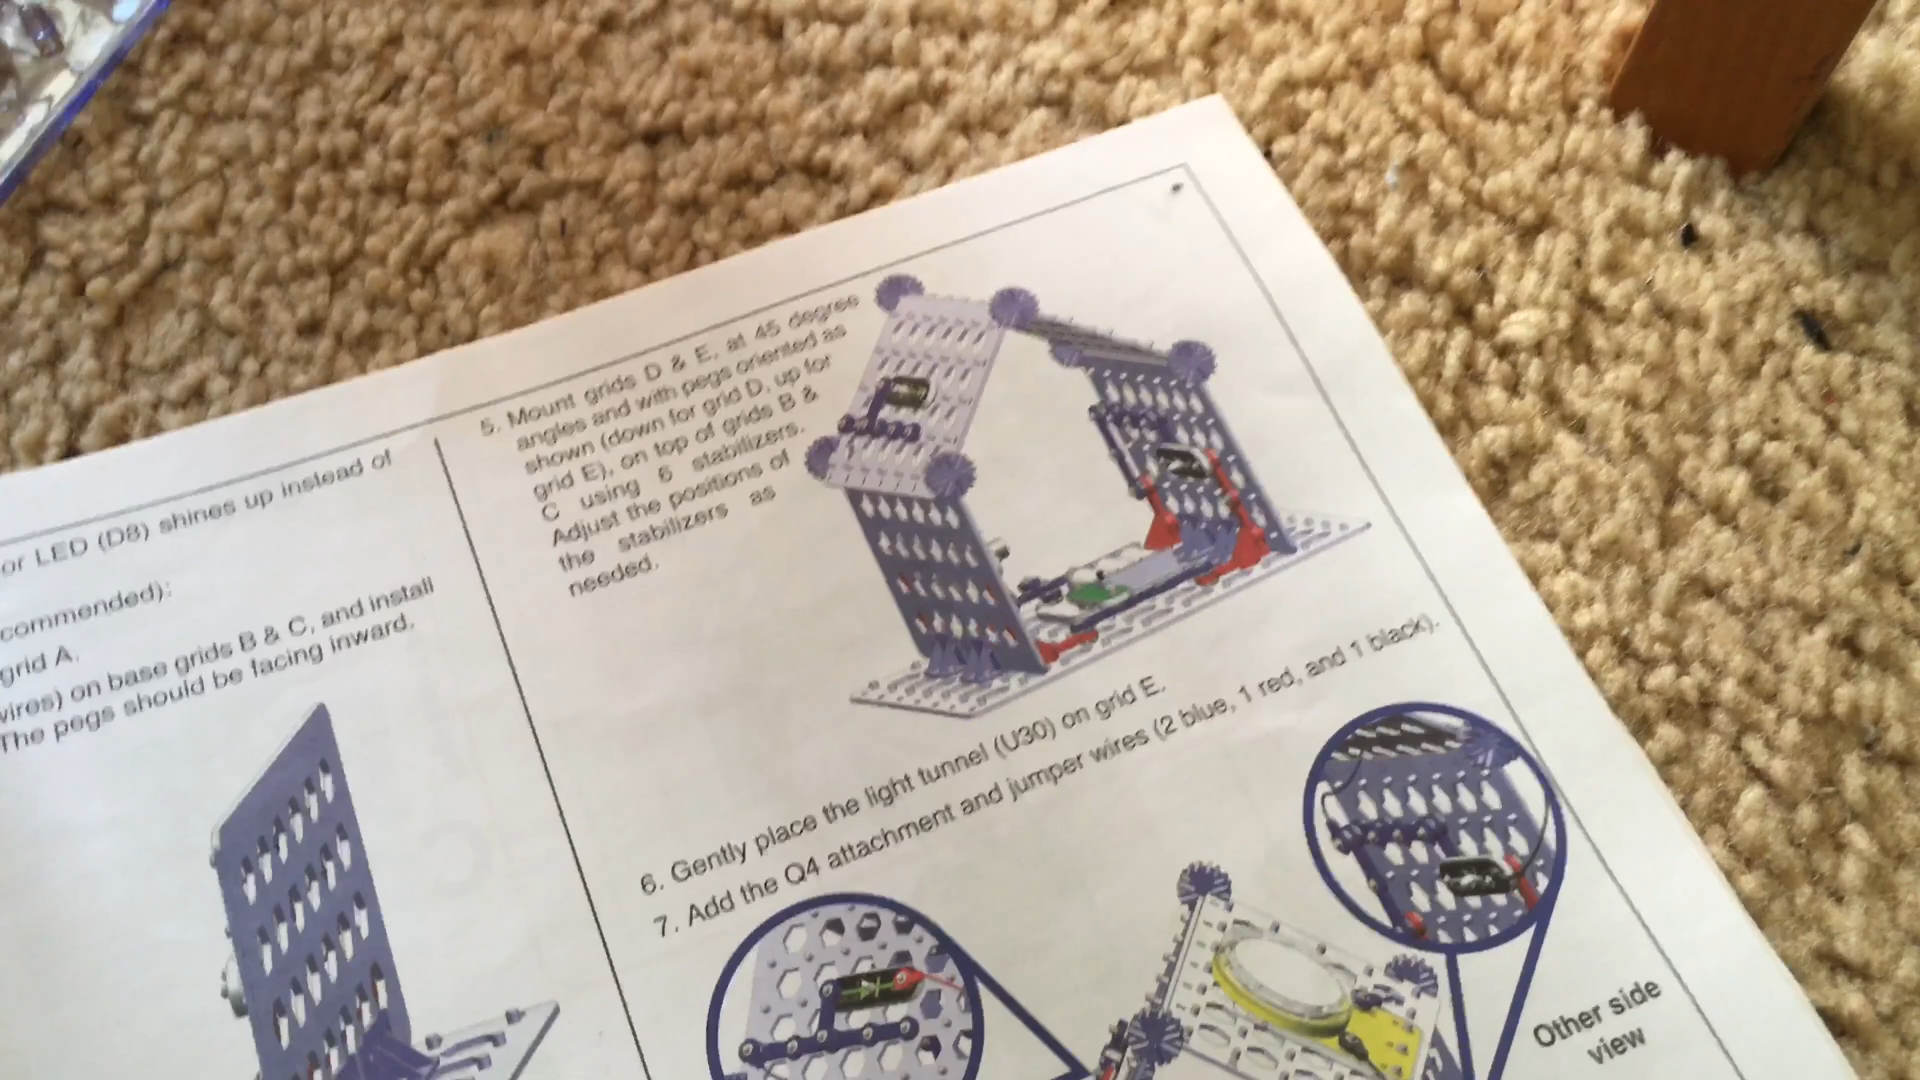 or LED (D8) shines up instead of
commended):
grid A.
wires) on base grids B & C, and install
The pegs should be facing inward.
5. Mount grids D & E, at 45 degree
angles and with pegs oriented as
shown (down for grid D, up for
grid E), on top of grids B &
C using 6 stabilizers.
Adjust the positions of
the stabilizers as
needed.
6. Gently place the light tunnel (U30) on grid E.
7. Add the Q4 attachment and jumper wires (2 blue, 1 red, and 1 black).
Other side
view